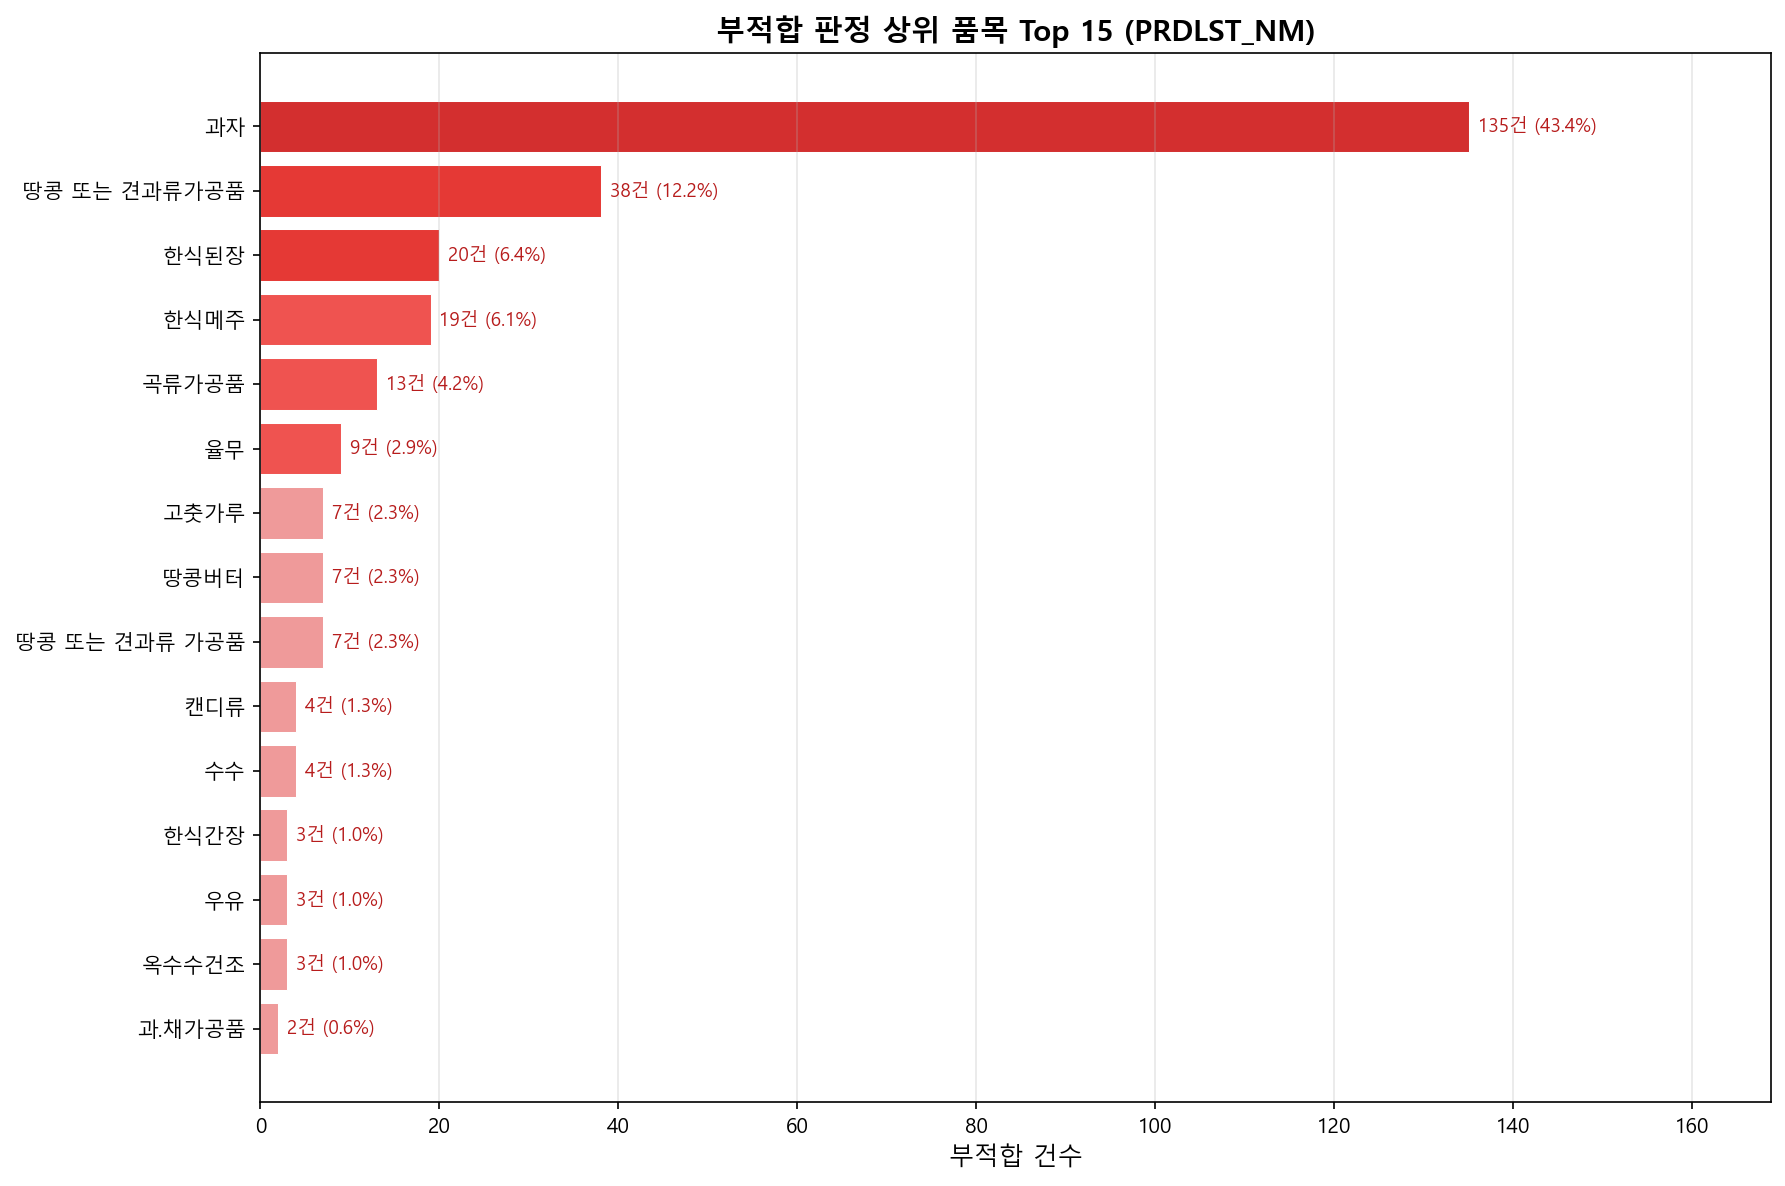 부적합 판정 상위 품목 Top 15 (PRDLST_NM)
과자 135건 (43.4%)
땅콩 또는 견과류가공품 38건 (12.2%)
한식된장 20건 (6.4%)
한식메주 19건 (6.1%)
곡류가공품 13건 (4.2%)
율무 9건 (2.9%)
고춧가루 7건 (2.3%)
땅콩버터 7건 (2.3%)
땅콩 또는 견과류 가공품 7건 (2.3%)
캔디류 4건 (1.3%)
수수 4건 (1.3%)
한식간장 3건 (1.0%)
우유 3건 (1.0%)
옥수수건조 3건 (1.0%)
과.채가공품 2건 (0.6%)
0 20 40 60 80 100 120 140 160
부적합 건수